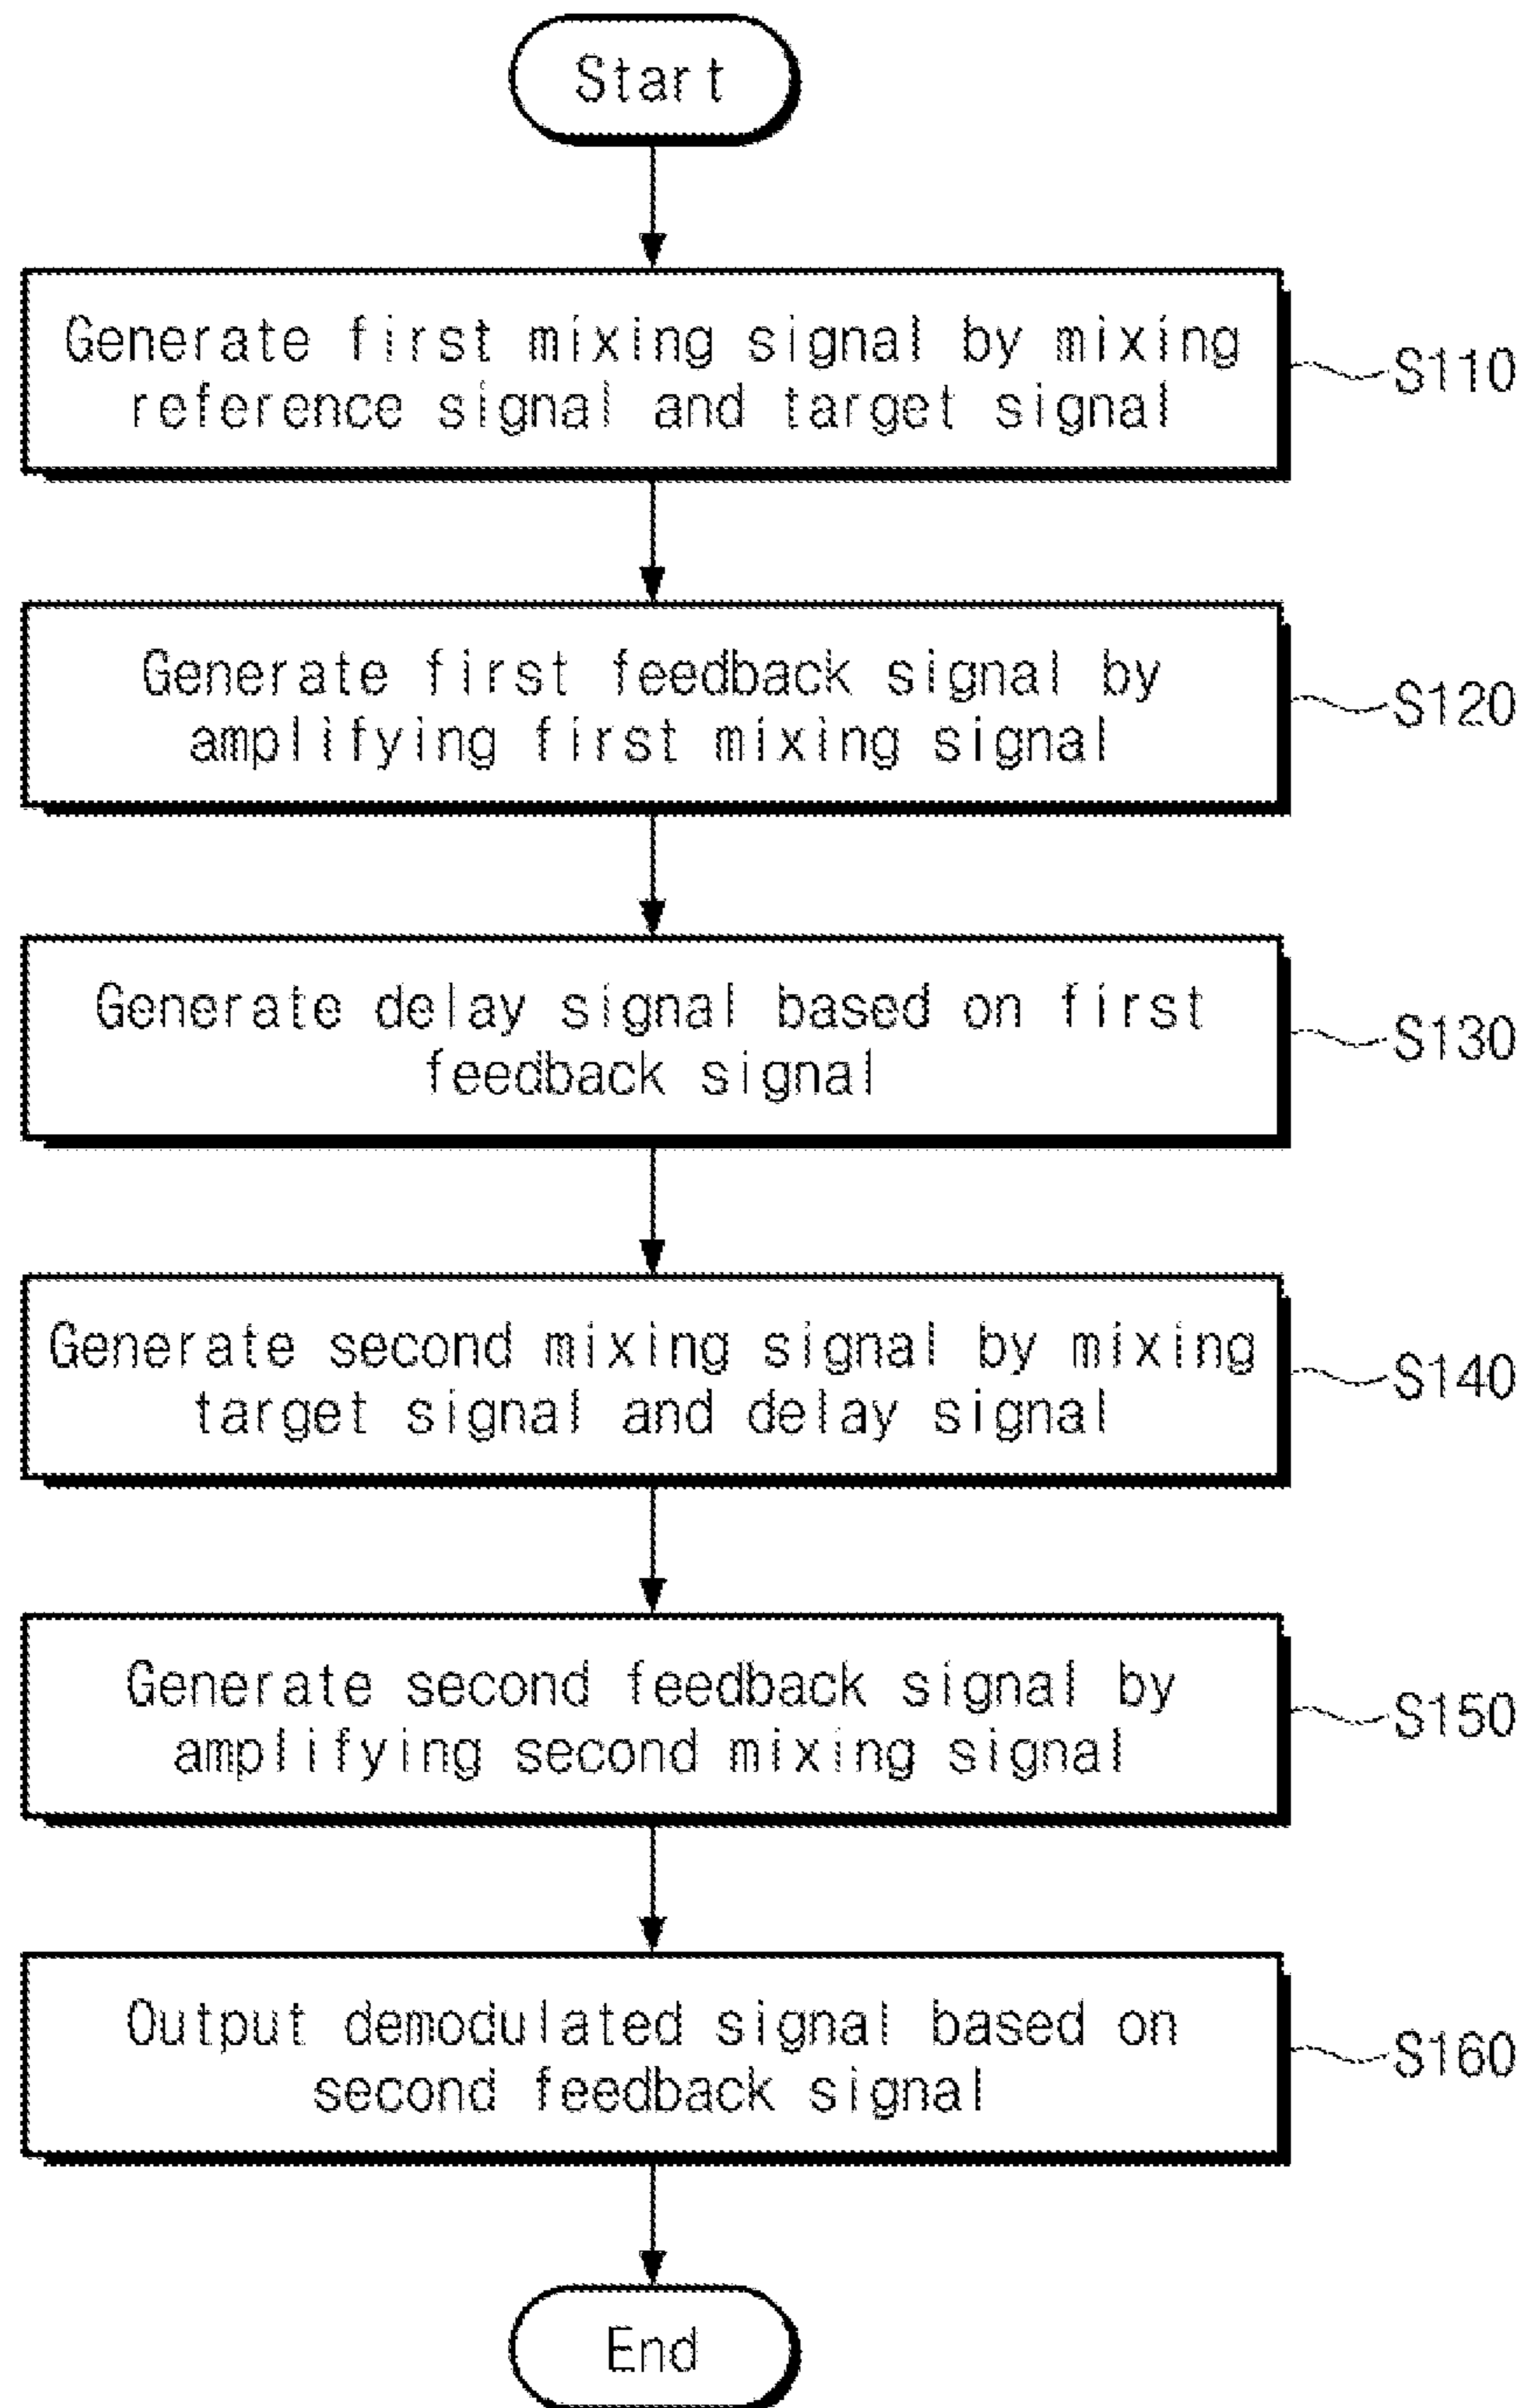 Start
Generate first mixing signal by mixing
reference signal and target signal
S110
Generate first feedback signal by
amplifying first mixing signal
S120
Generate delay signal based on first
feedback signal
S130
Generate second mixing signal by mixing
target signal and delay signal
S140
Generate second feedback signal by
amplifying second mixing signal
S150
Output demodulated signal based on
second feedback signal
S160
End